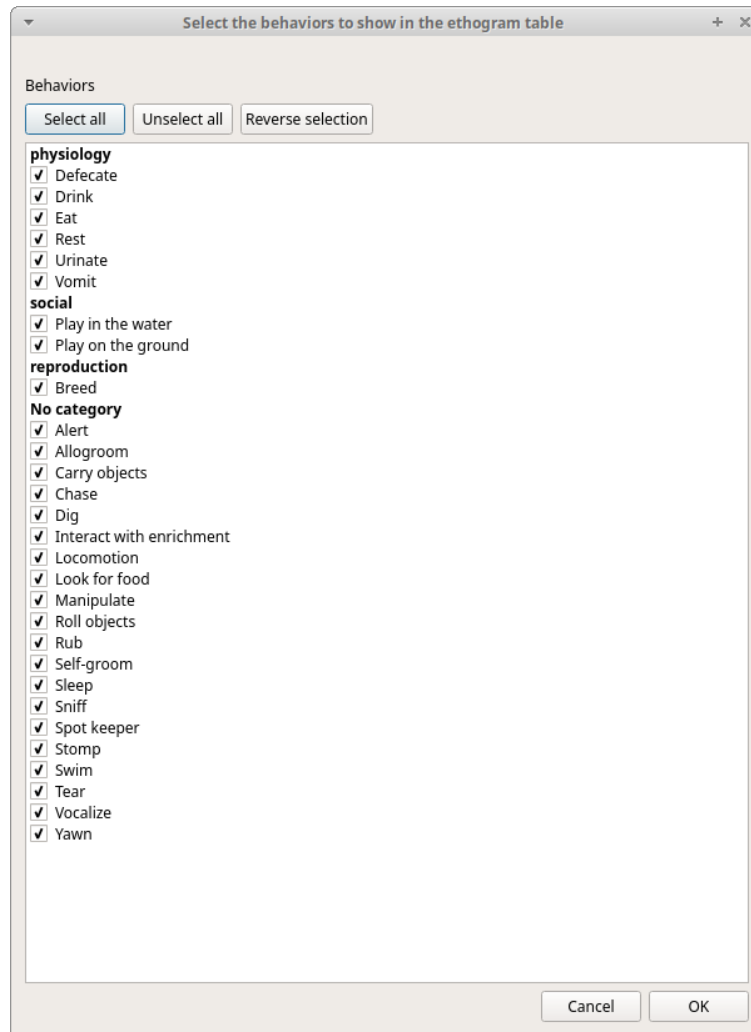 Select the behaviors to show in the ethogram table
Behaviors
Select all Unselect all Reverse selection
physiology
Defecate
Drink
Eat
Rest
Urinate
Vomit
social
Play in the water
Play on the ground
reproduction
Breed
No category
Alert
Allogroom
Carry objects
Chase
Dig
Interact with enrichment
Locomotion
Look for food
Manipulate
Roll objects
Rub
Self-groom
Sleep
Sniff
Spot keeper
Stomp
Swim
Tear
Vocalize
Yawn
Cancel OK